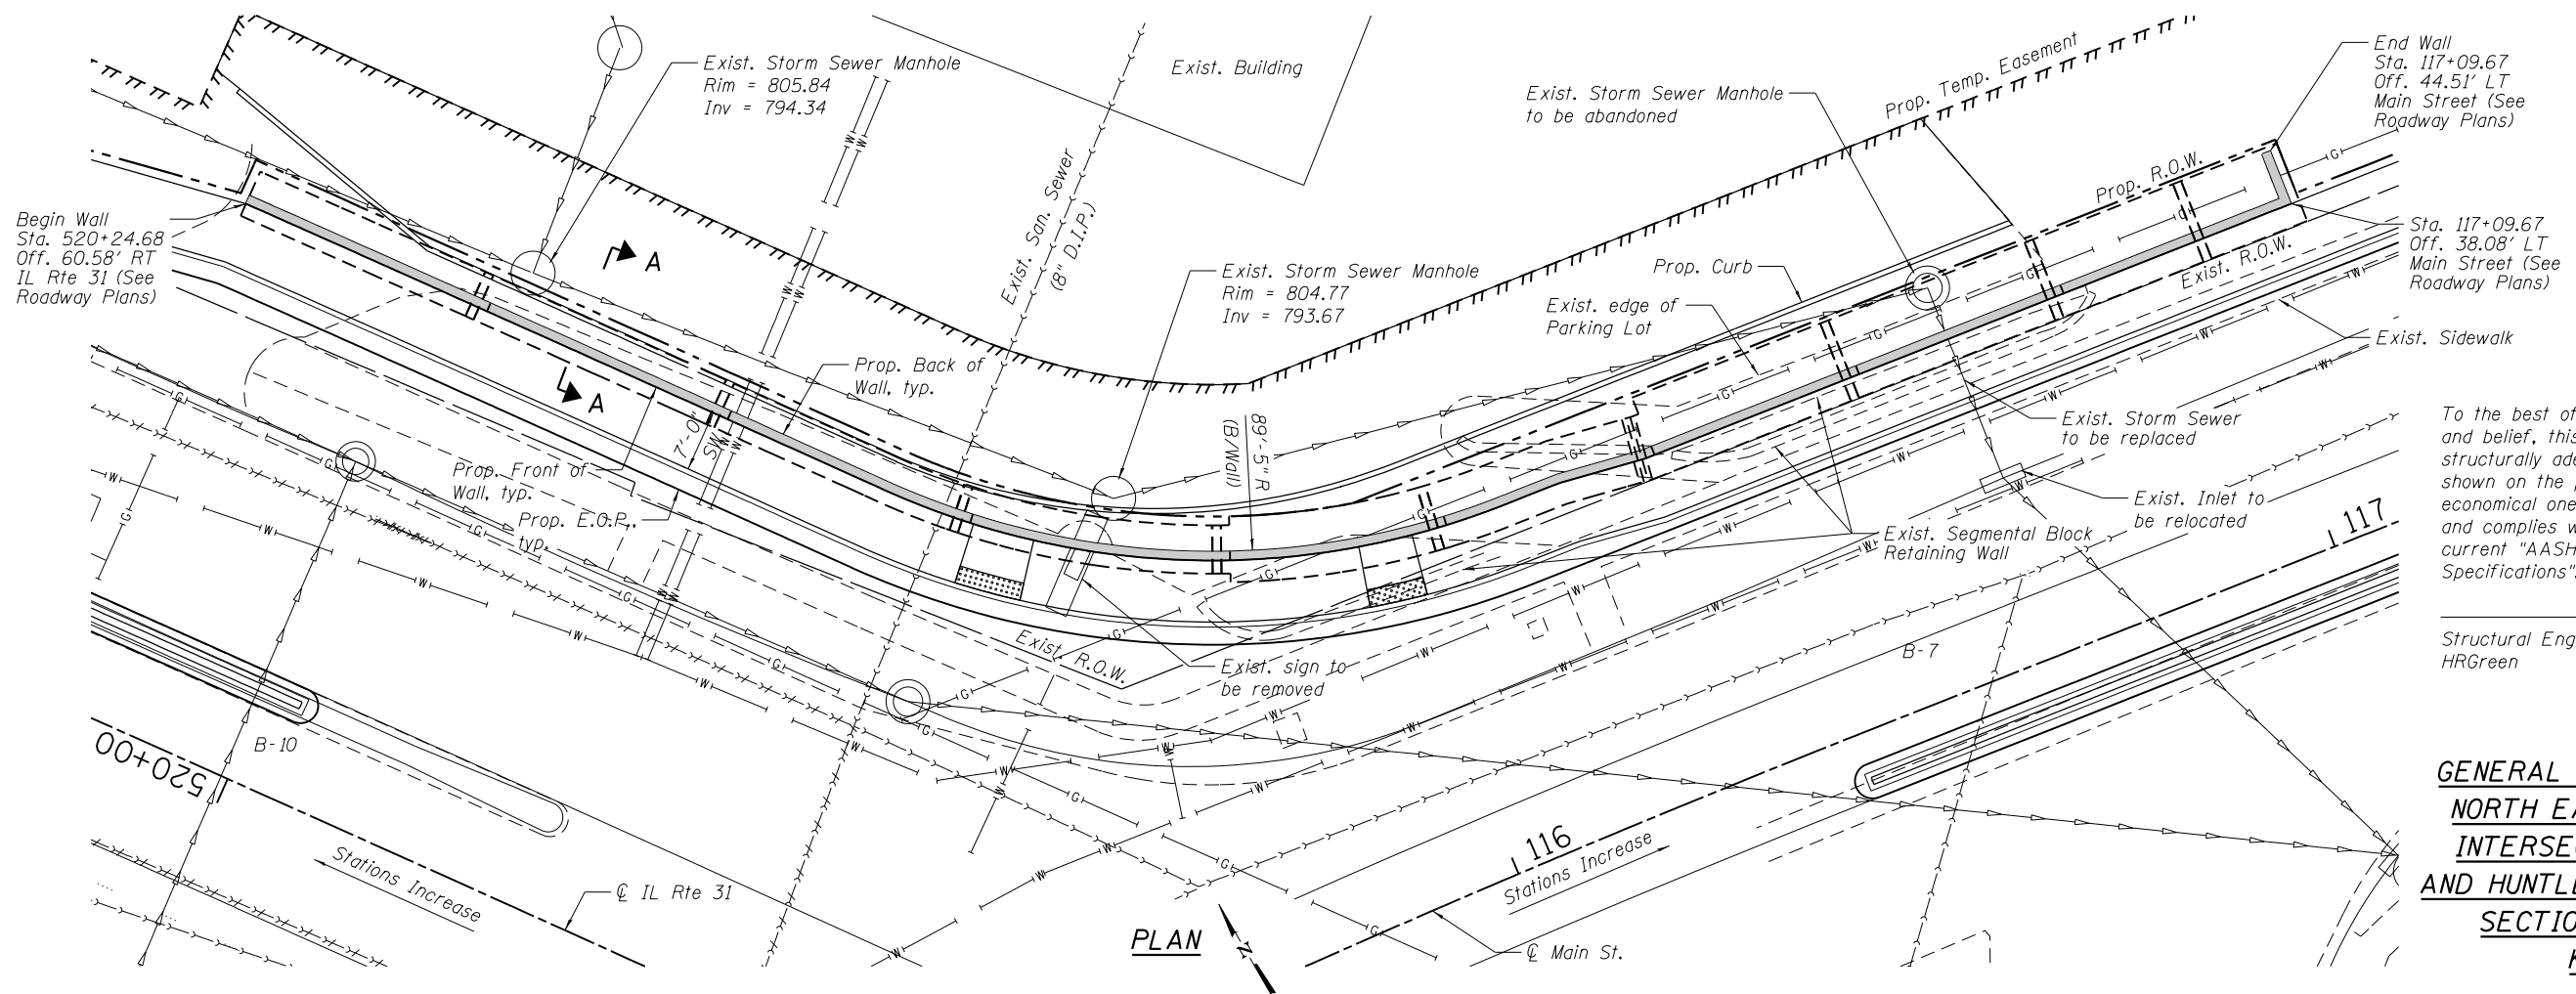 Exist. Storm Sewer Manhole
Rim = 805.84
Inv = 794.34
Exist. Building
Exist. San. Sewer
(8" D.I.P.)
Exist. Storm Sewer Manhole
to be abandoned
Prop. Temp. Easement
End Wall
Sta. 117+09.67
Off. 44.51' LT
Main Street (See
Roadway Plans)
Prop. R.O.W.
Begin Wall
Sta. 520+24.68
Off. 60.58' RT
IL Rte 31 (See
Roadway Plans)
A
A
Exist. Storm Sewer Manhole
Rim = 804.77
Inv = 793.67
Prop. Curb
Exist. edge of
Parking Lot
Exist. R.O.W.
Sta. 117+09.67
Off. 38.08' LT
Main Street (See
Roadway Plans)
Exist. Sidewalk
Prop. Back of
Wall, typ.
7'-0"
SW
89'-5" R
(B/Wall)
Prop. Front of
Wall, typ.
Prop. E.O.P.,
typ.
Exist. Storm Sewer
to be replaced
Exist. Inlet to
be relocated
Exist. Segmental Block
Retaining Wall
To the best of
and belief, this
structurally
shown on the
economical one
and complies
current
Specifications"
Structural
HRGreen
Exist. R.O.W.
Exist. sign to
be removed
B-7
117
B-10
520+00
Stations Increase
℄ IL Rte 31
116
Stations Increase
℄ Main St.
PLAN
N
GENERAL
NORTH
AND